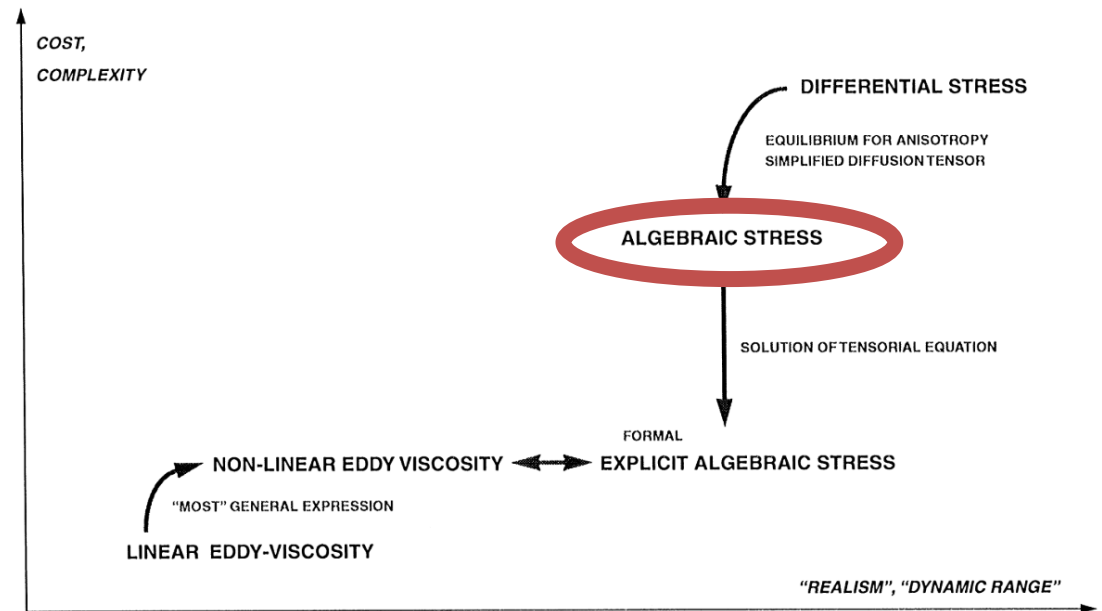 COST,
COMPLEXITY
DIFFERENTIAL STRESS
EQUILIBRIUM FOR ANISOTROPY
SIMPLIFIED DIFFUSION TENSOR
ALGEBRAIC STRESS
SOLUTION OF TENSORIAL EQUATION
FORMAL
NON-LINEAR EDDY VISCOSITY
EXPLICIT ALGEBRAIC STRESS
“MOST” GENERAL EXPRESSION
LINEAR EDDY-VISCOSITY
“REALISM”, “DYNAMIC RANGE”